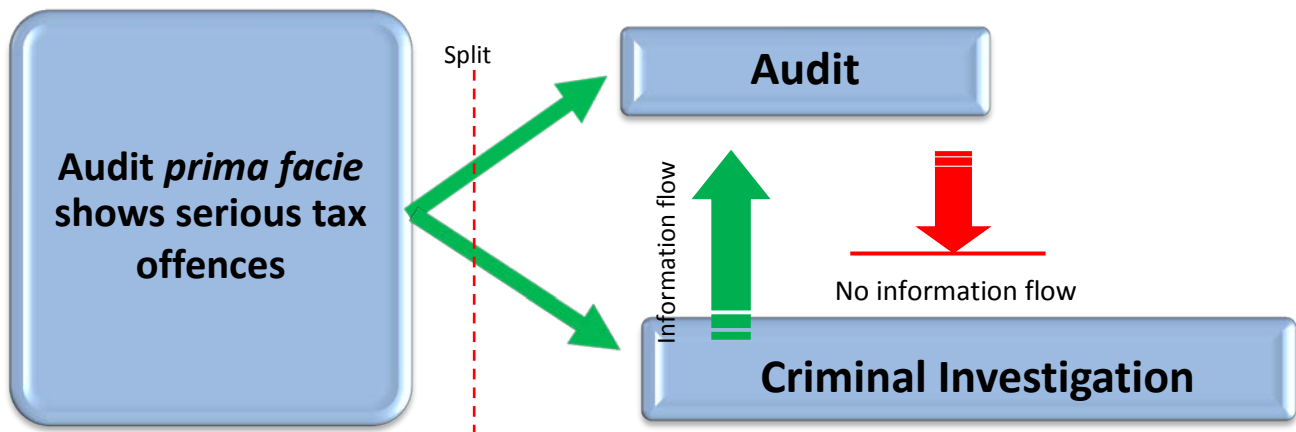 Audit prima facie
shows serious tax
offences
Split
Audit
Information flow
No information flow
Criminal Investigation